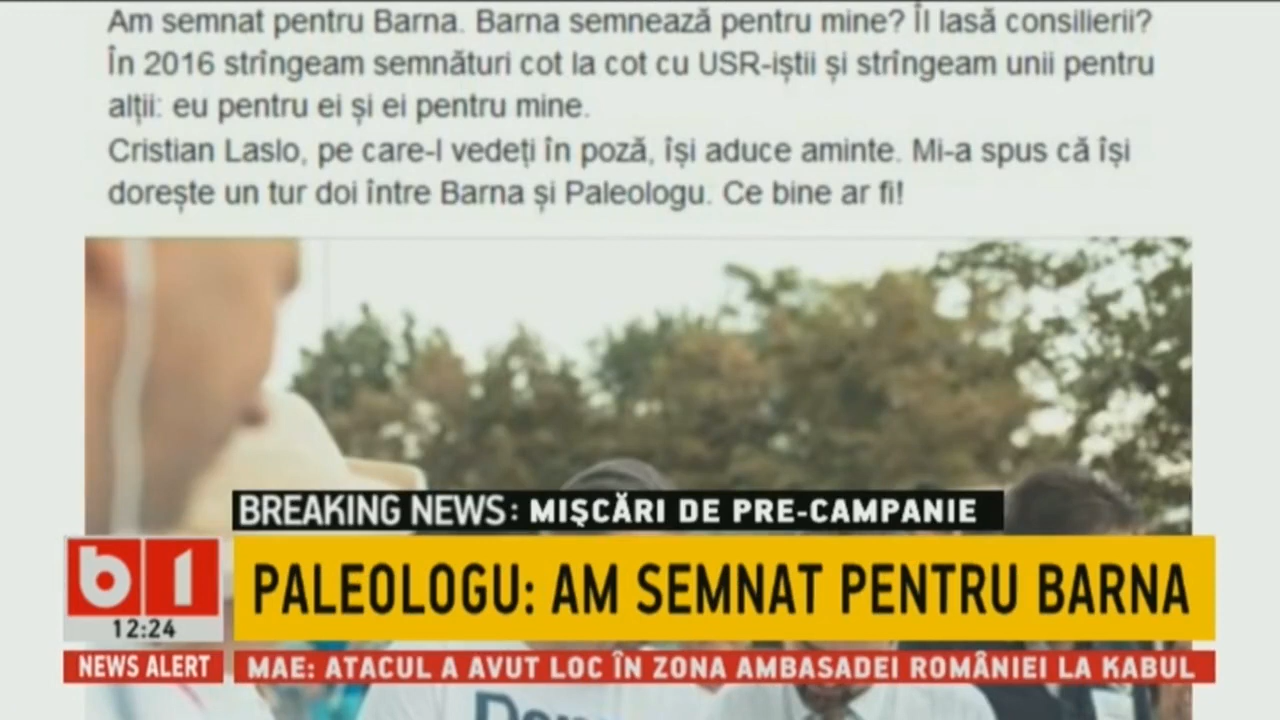 Am semnat pentru Barna. Barna semnează pentru mine? Îl lasă consilierii?
În 2016 strîngeam semnături cot la cot cu USR-iștii și strîngeam unii pentru
alții: eu pentru ei și ei pentru mine.
Cristian Laslo, pe care-l vedeți în poză, își aduce aminte. Mi-a spus că își
dorește un tur doi între Barna și Paleologu. Ce bine ar fi!
BREAKING NEWS: MIŞCĂRI DE PRE-CAMPANIE
b1
PALEOLOGU: AM SEMNAT PENTRU BARNA
12:24
NEWS ALERT MAE: ATACUL A AVUT LOC ÎN ZONA AMBASADEI ROMÂNIEI LA KABUL